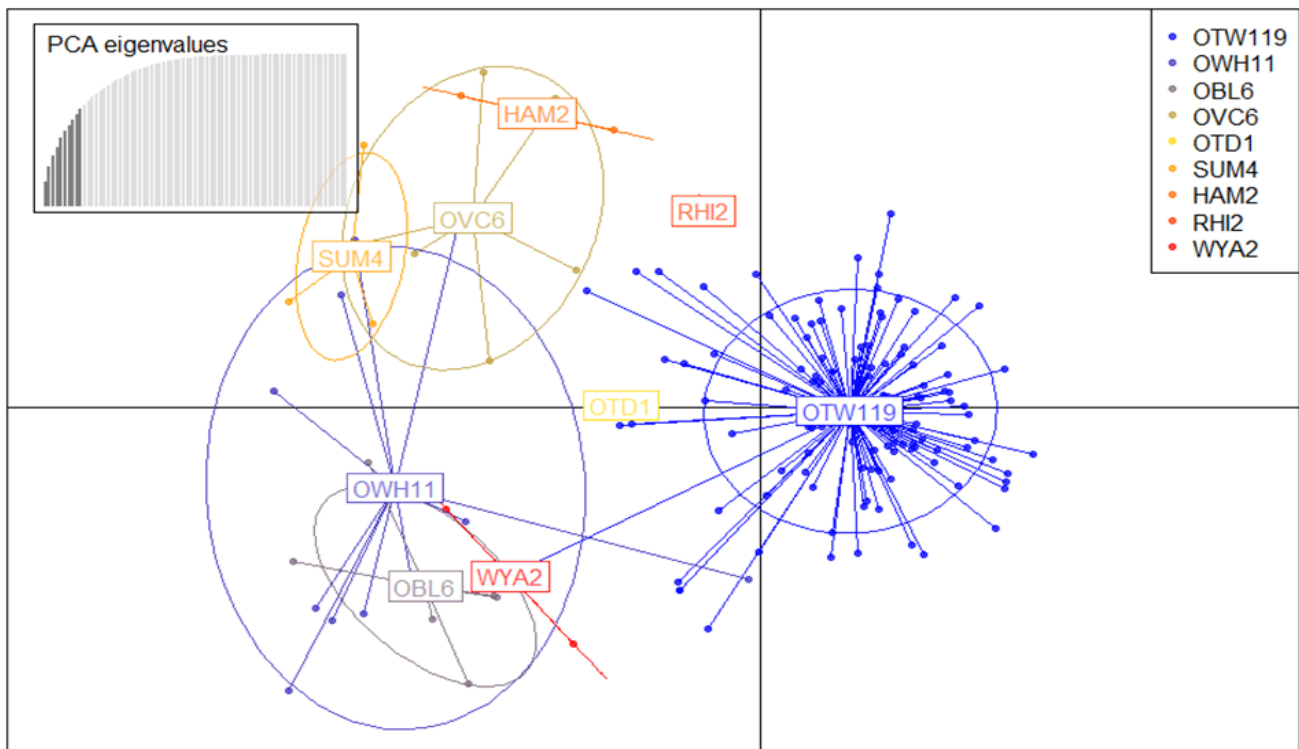 PCA eigenvalues
OTW119
OWH11
OBL6
OVC6
OTD1
SUM4
HAM2
RHI2
WYA2
HAM2
RHI2
OVC6
SUM4
OTD1
OTW119
OWH11
WYA2
OBL6